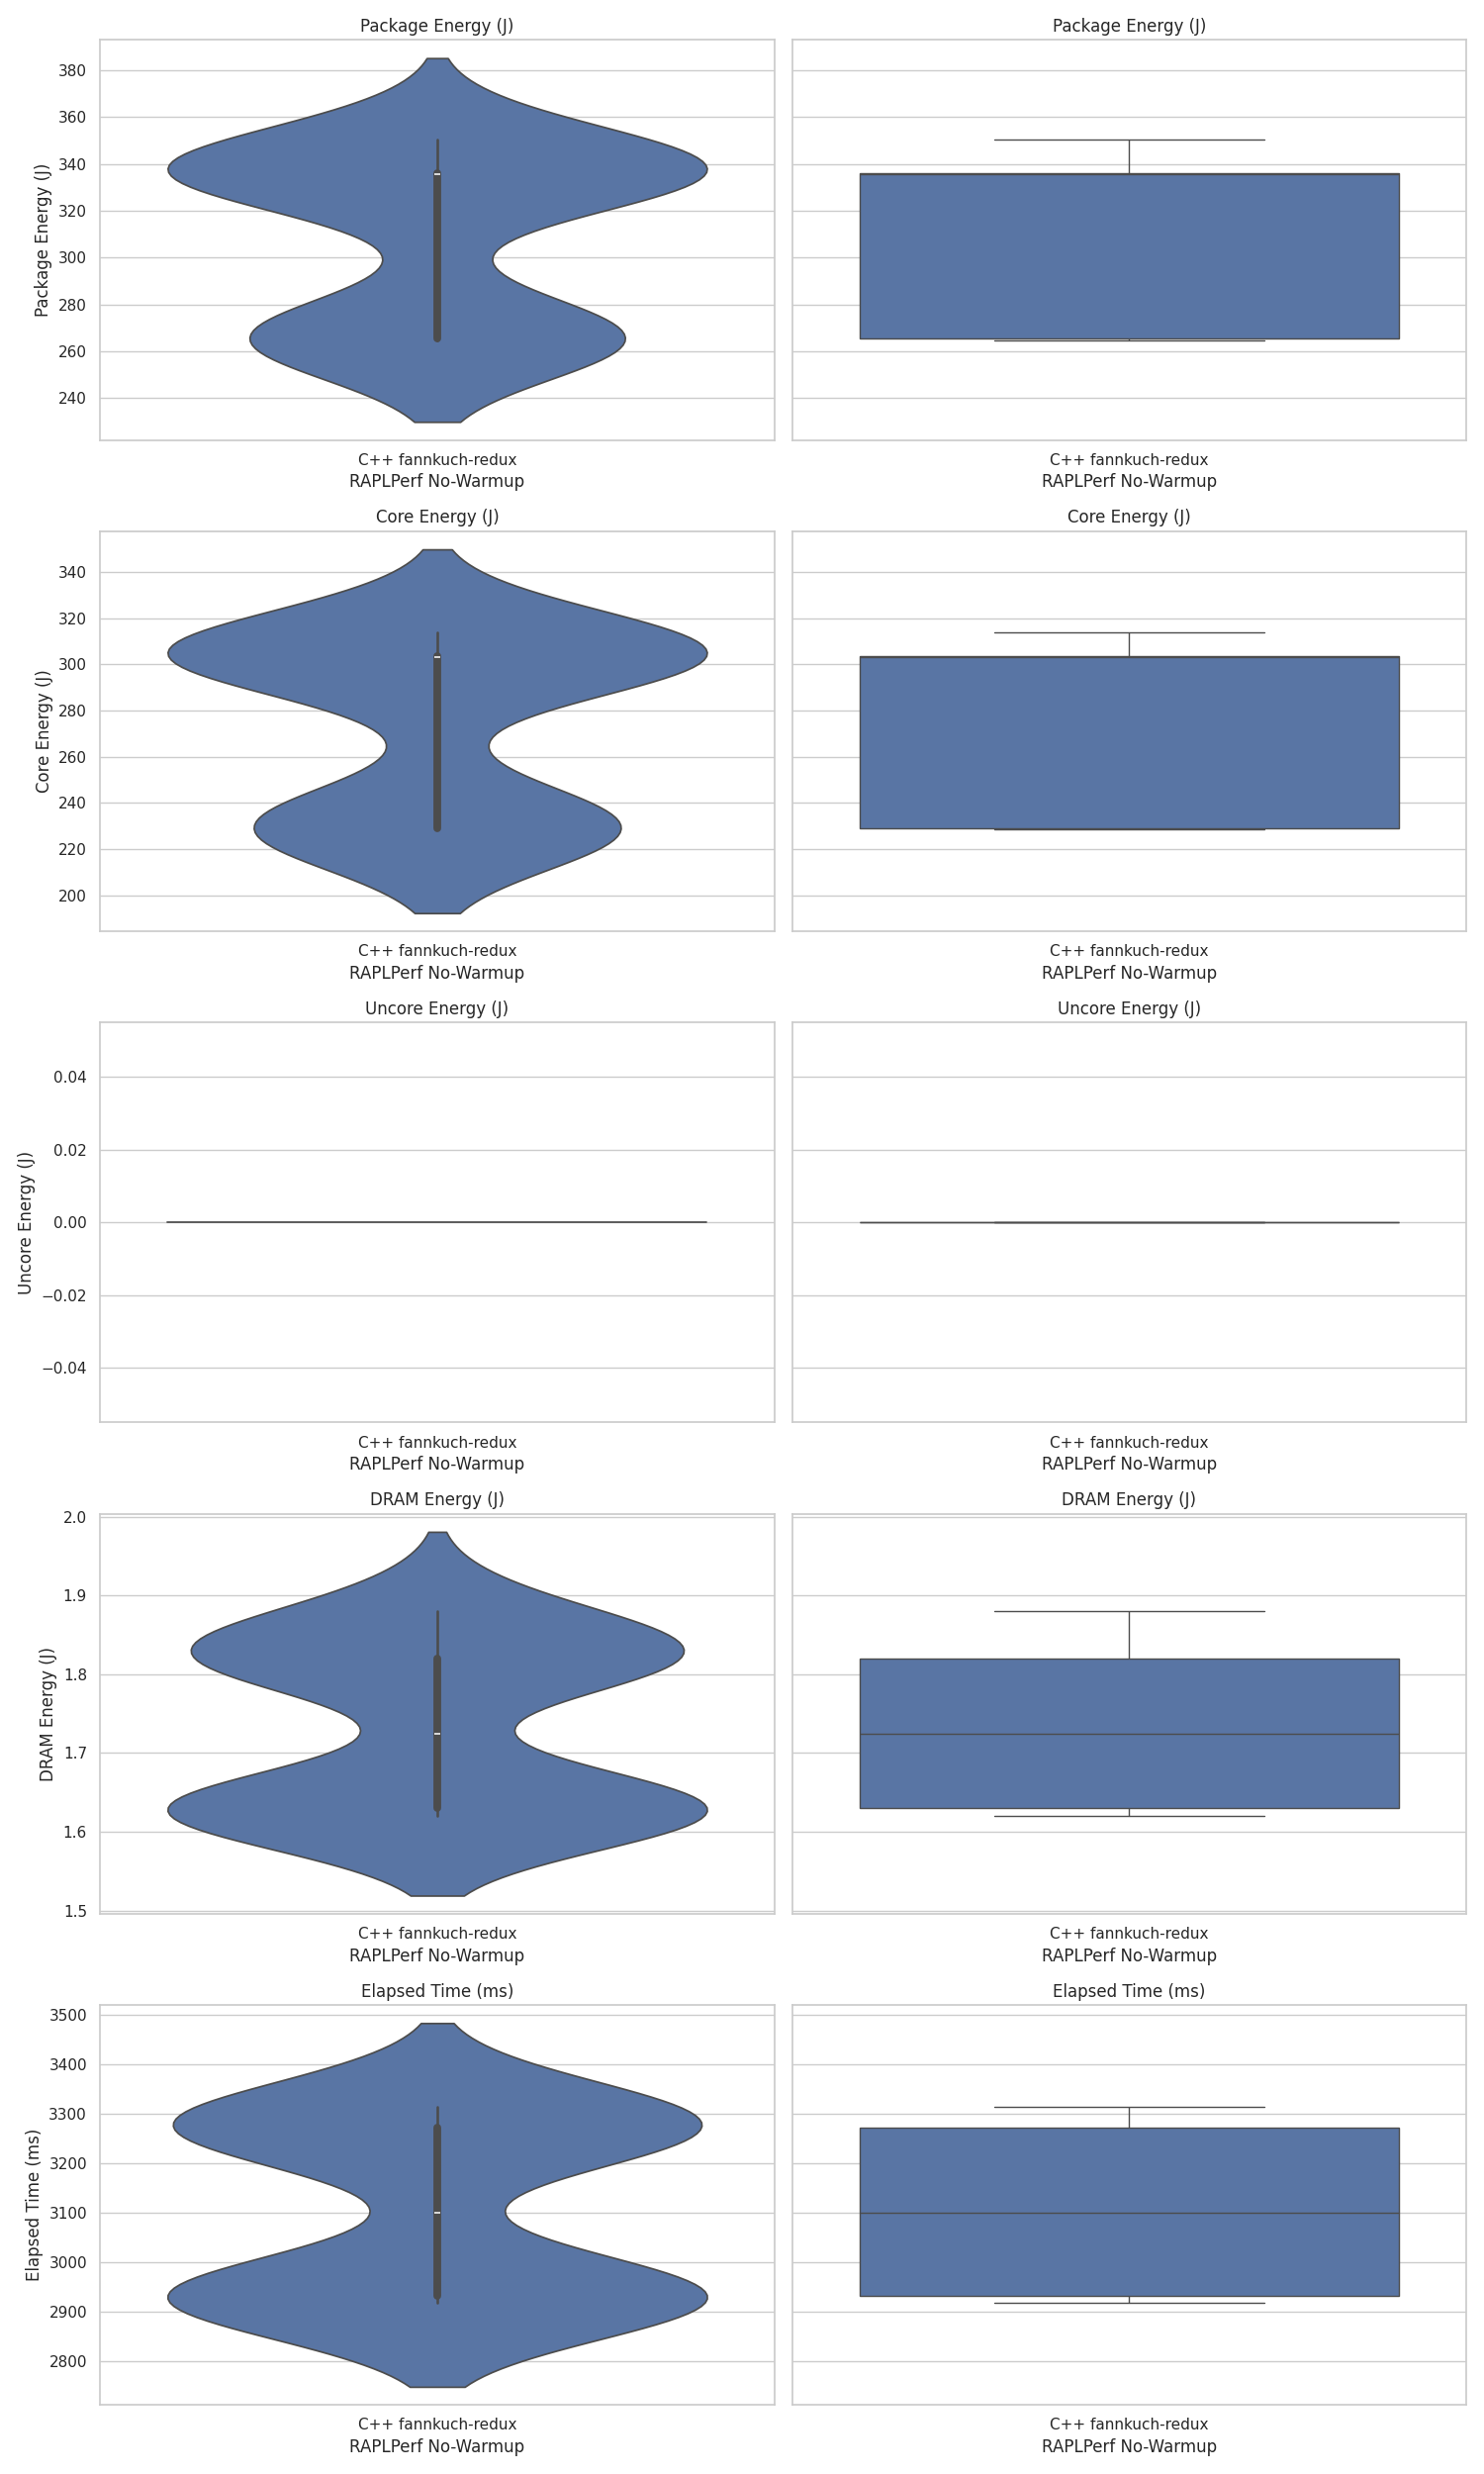 Package Energy (J)
Package Energy (J)
380
360
340
320
300
280
260
240
Package Energy (J)
C++ fannkuch-redux
RAPLPerf No-Warmup
C++ fannkuch-redux
RAPLPerf No-Warmup
Core Energy (J)
Core Energy (J)
340
320
300
280
260
240
220
200
Core Energy (J)
C++ fannkuch-redux
RAPLPerf No-Warmup
C++ fannkuch-redux
RAPLPerf No-Warmup
Uncore Energy (J)
Uncore Energy (J)
0.04
0.02
0.00
−0.02
−0.04
Uncore Energy (J)
C++ fannkuch-redux
RAPLPerf No-Warmup
C++ fannkuch-redux
RAPLPerf No-Warmup
DRAM Energy (J)
DRAM Energy (J)
2.0
1.9
1.8
1.7
1.6
1.5
DRAM Energy (J)
C++ fannkuch-redux
RAPLPerf No-Warmup
C++ fannkuch-redux
RAPLPerf No-Warmup
Elapsed Time (ms)
Elapsed Time (ms)
3500
3400
3300
3200
3100
3000
2900
2800
Elapsed Time (ms)
C++ fannkuch-redux
RAPLPerf No-Warmup
C++ fannkuch-redux
RAPLPerf No-Warmup